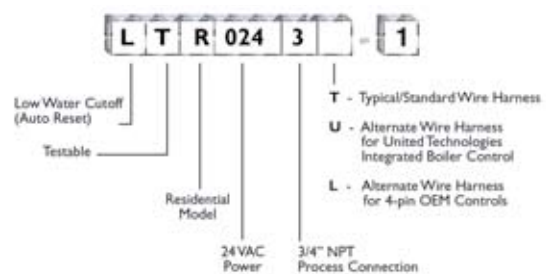 L T R 024 3 - 1
Low Water Cutoff
(Auto Reset)
Testable
Residential
Model
24VAC
Power
3/4" NPT
Process Connection
T - Typical/Standard Wire Harness
U - Alternate Wire Harness
for United Technologies
Integrated Boiler Control
L - Alternate Wire Harness
for 4-pin OEM Controls